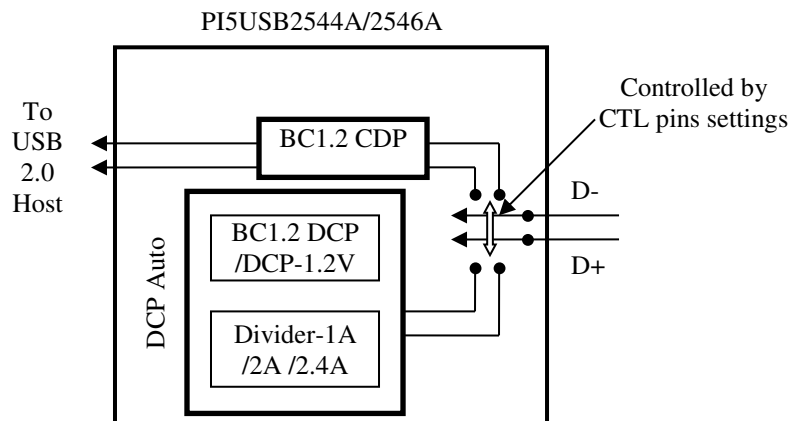 PI5USB2544A/2546A
Controlled by
CTL pins settings
To
USB
2.0
Host
BC1.2 CDP
D-
D+
DCP Auto
BC1.2 DCP
/DCP-1.2V
Divider-1A
/2A /2.4A